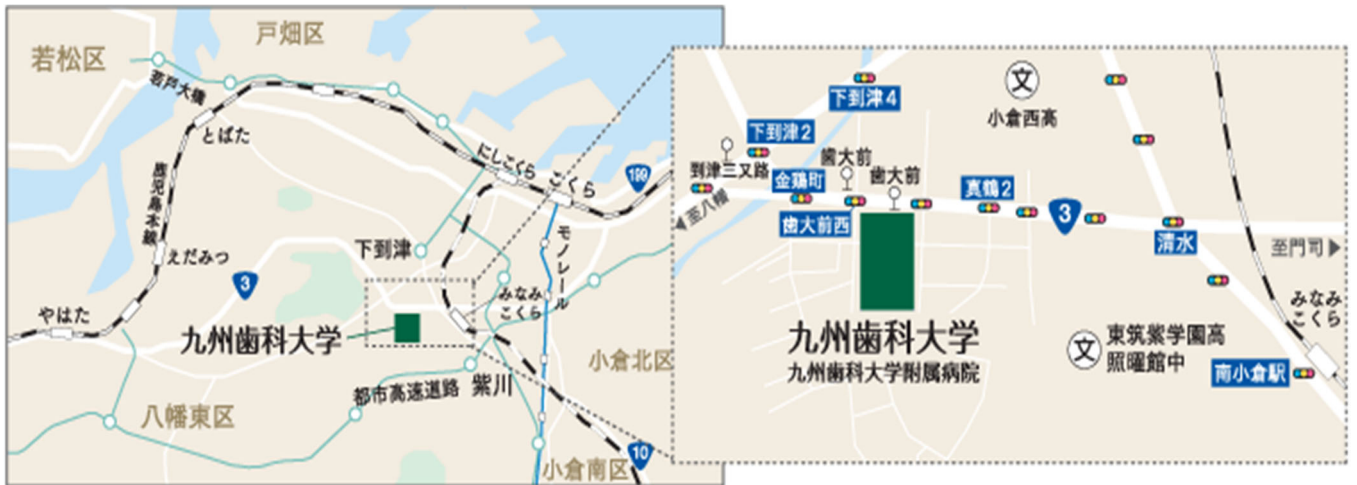 戸畑区
若松区
若戸大橋
とばた
鹿児島本線
にしこくら
こくら
199
モノレール
えだみつ
下到津
3
みなみ
こくら
やはた
九州歯科大学
小倉北区
都市高速道路
紫川
八幡東区
小倉南区
10
下到津4
小倉西高
文
下到津2
到津三叉路
歯大前
歯大前
金鶏町
真鶴2
至八幡
歯大前西
3
清水
至門司
みなみ
こくら
九州歯科大学
九州歯科大学附属病院
文
東筑紫学園高
照曜館中
南小倉駅